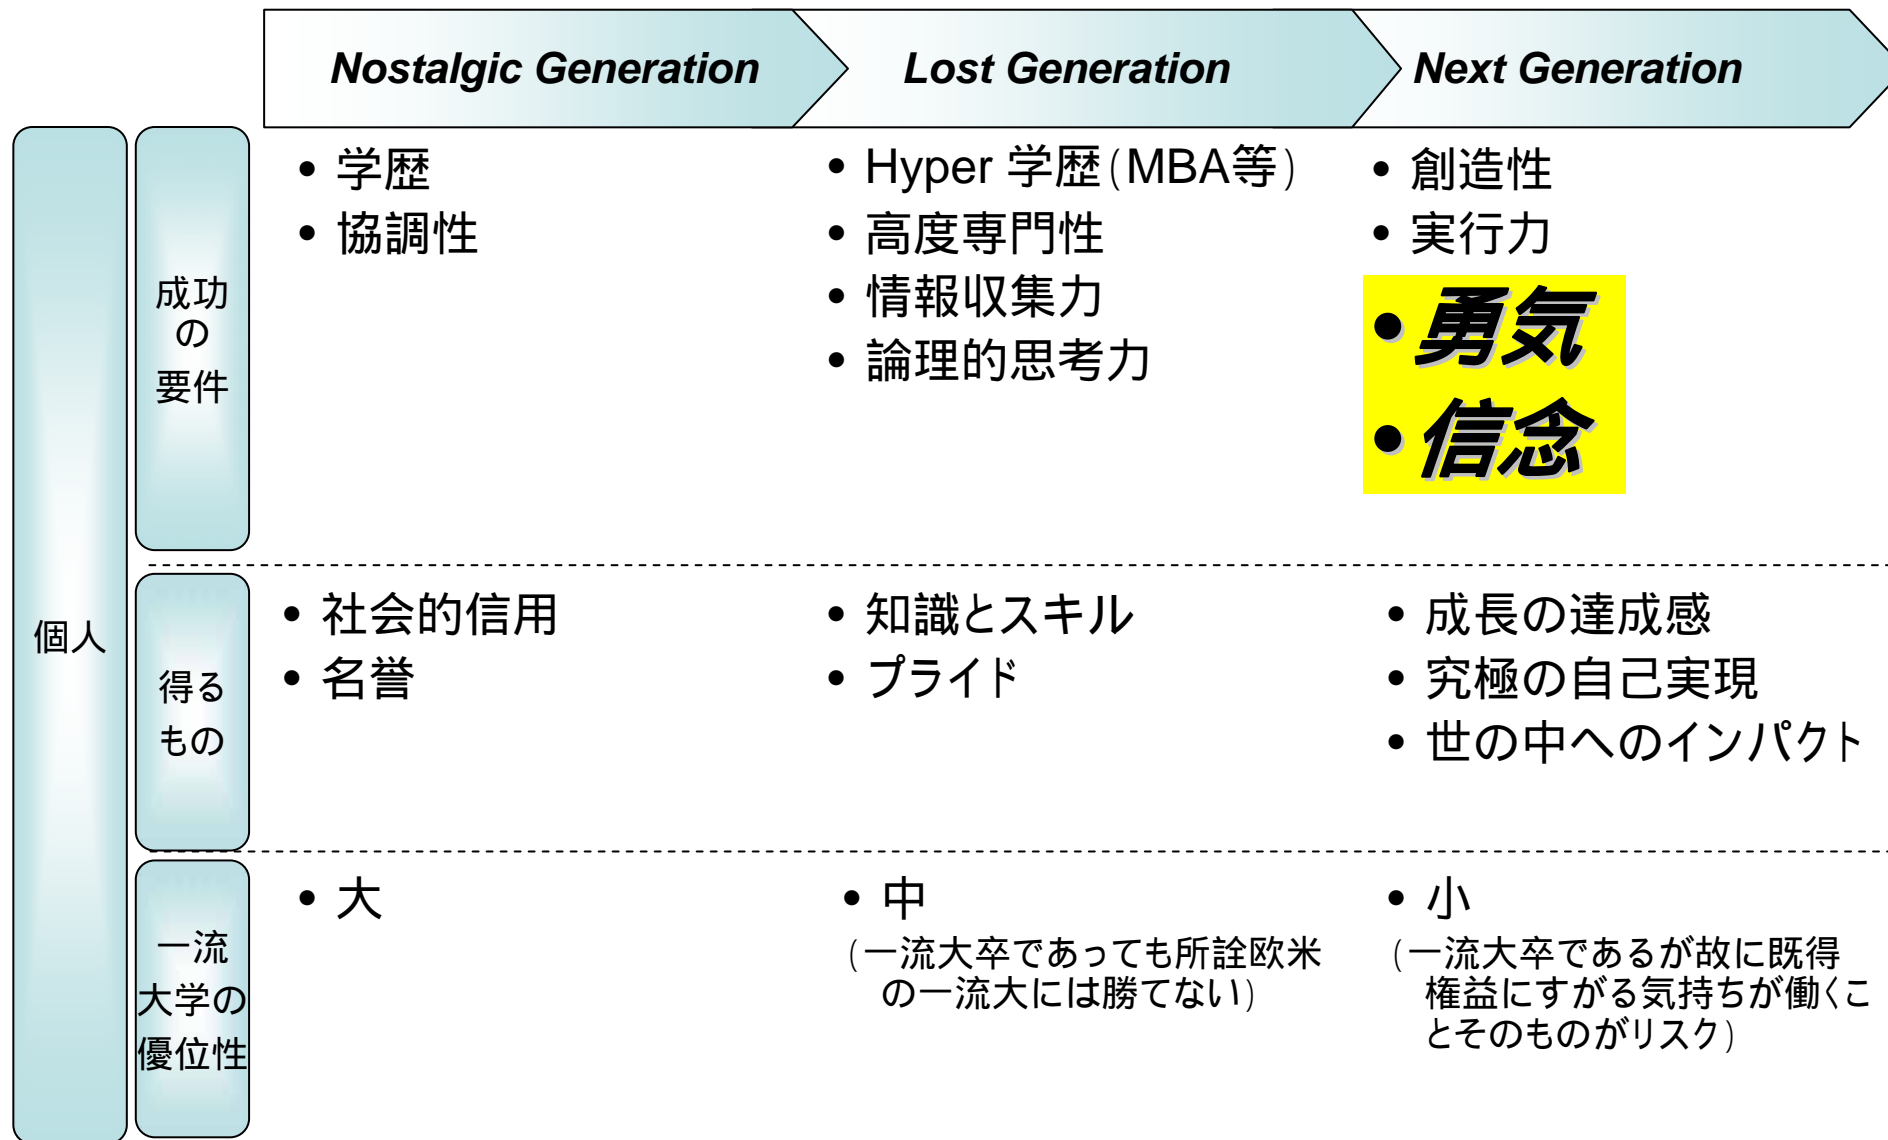 Nostalgic Generation
Lost Generation
Next Generation
個人
成功
の
要件
• 学歴
• 協調性
• Hyper 学歴(MBA等)
• 高度専門性
• 情報収集力
• 論理的思考力
• 創造性
• 実行力
• 勇気
• 信念
得る
もの
• 社会的信用
• 名誉
• 知識とスキル
• プライド
• 成長の達成感
• 究極の自己実現
• 世の中へのインパクト
一流
大学の
優位性
• 大
• 中
(一流大卒であっても所詮欧米
の一流大には勝てない)
• 小
(一流大卒であるが故に既得
権益にすがる気持ちが働くこ
とそのものがリスク)